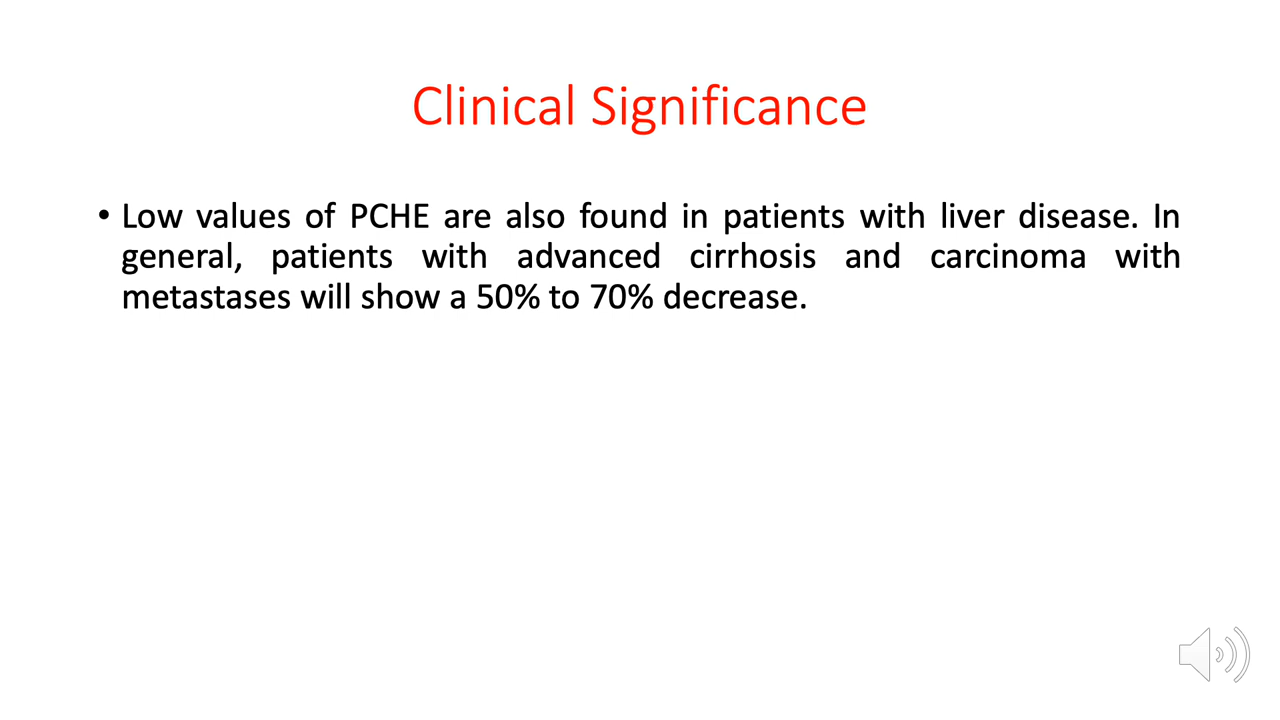 Clinical Significance
• Low values of PCHE are also found in patients with liver disease. In
general, patients with advanced cirrhosis and carcinoma with
metastases will show a 50% to 70% decrease.